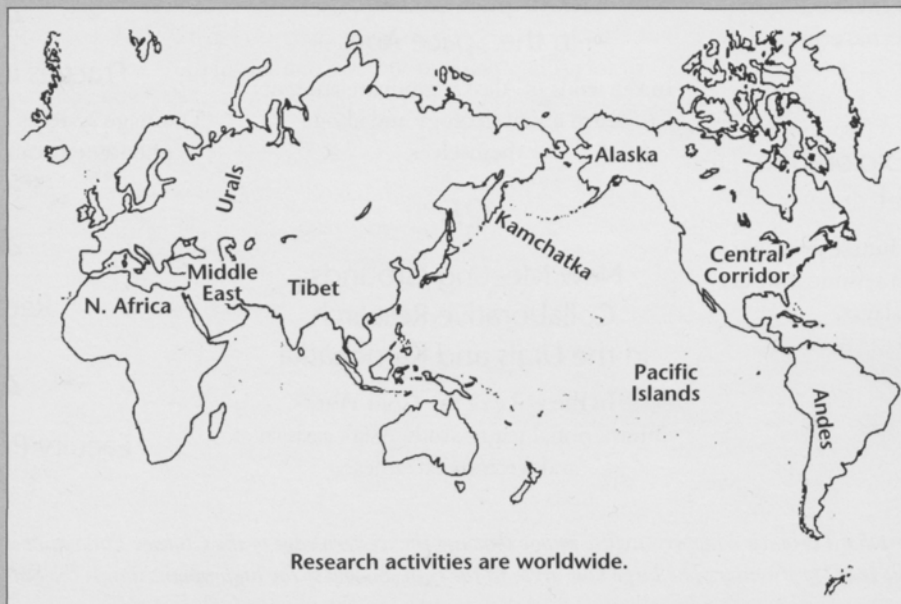 Alaska
Urals
Kamchatka
Central
Corridor
Middle
East
Tibet
N. Africa
Pacific
Islands
Andes
Research activities are worldwide.